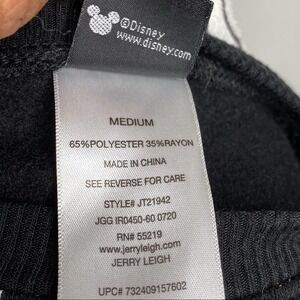 ©Disney
www.disney.com
MEDIUM
65%POLYESTER 35%RAYON
MADE IN CHINA
SEE REVERSE FOR CARE
STYLE# JT21942
JGG IR0450-60 0720
RN# 55219
www.jerryleigh.com
JERRY LEIGH
UPC# 732409157602